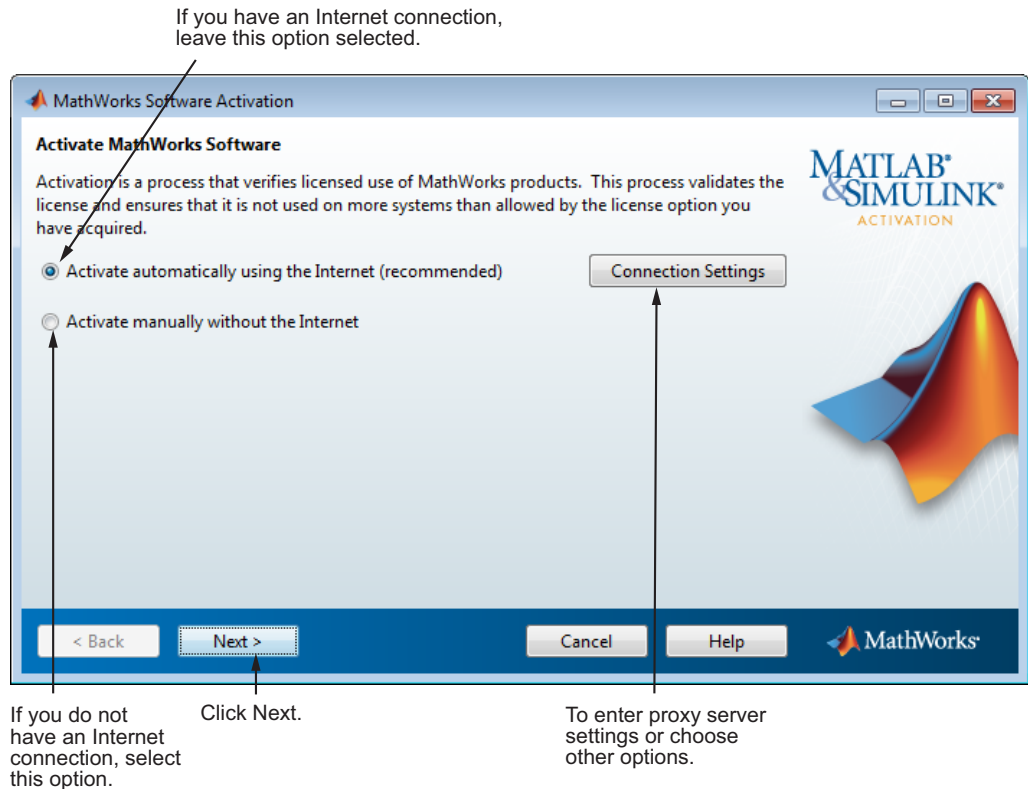 If you have an Internet connection,
leave this option selected.
MathWorks Software Activation
Activate MathWorks Software
Activation is a process that verifies licensed use of MathWorks products. This process validates the
license and ensures that it is not used on more systems than allowed by the license option you
have acquired.
MATLAB®
&SIMULINK®
ACTIVATION
Activate automatically using the Internet (recommended)
Connection Settings
Activate manually without the Internet
< Back
Next >
Cancel
Help
MathWorks®
If you do not
have an Internet
connection, select
this option.
Click Next.
To enter proxy server
settings or choose
other options.